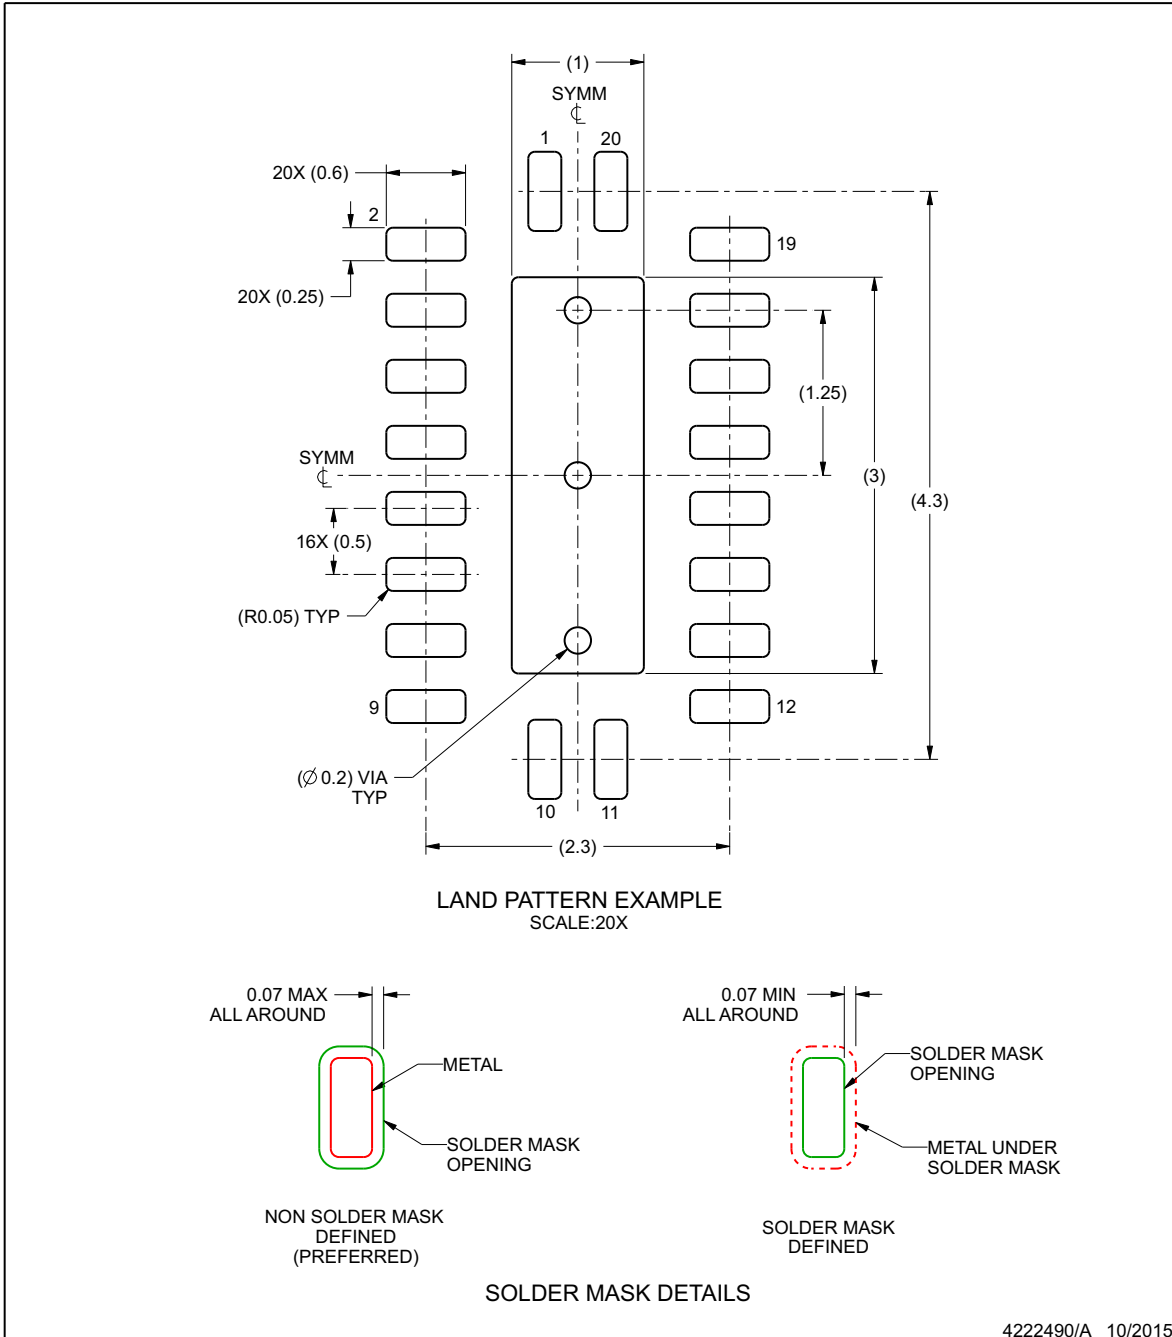 (1)
SYMM
℄
1
20
20X (0.6)
2
19
20X (0.25)
(1.25)
SYMM
℄
(3)
(4.3)
16X (0.5)
(R0.05) TYP
9
12
(∅ 0.2) VIA
TYP
10
11
(2.3)
LAND PATTERN EXAMPLE
SCALE:20X
0.07 MAX
ALL AROUND
METAL
SOLDER MASK
OPENING
NON SOLDER MASK
DEFINED
(PREFERRED)
0.07 MIN
ALL AROUND
SOLDER MASK
OPENING
METAL UNDER
SOLDER MASK
SOLDER MASK
DEFINED
SOLDER MASK DETAILS
4222490/A 10/2015